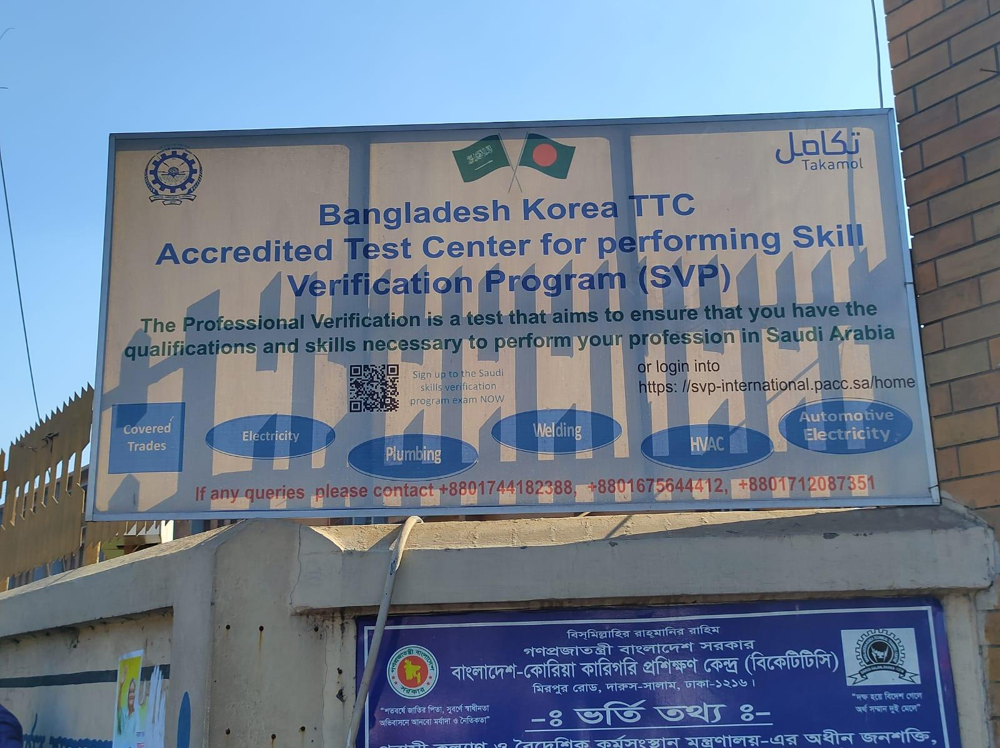 تكامل
Takamol
Bangladesh Korea TTC
Accredited Test Center for performing Skill
Verification Program (SVP)
The Professional Verification is a test that aims to ensure that you have the
qualifications and skills necessary to perform your profession in Saudi Arabia
Sign up to the Saudi
skills verification
program exam NOW
or login into
https: //svp-international.pacc.sa/home
Covered
Trades
Electricity
Plumbing
Welding
HVAC
Automotive
Electricity
If any queries please contact +8801744182388, +8801675644412, +8801712087351
বিস্‌মিল্লাহির রাহ্‌মানির রাহিম
গণপ্রজাতন্ত্রী বাংলাদেশ সরকার
বাংলাদেশ-কোরিয়া কারিগরি প্রশিক্ষণ কেন্দ্র (বিকেটিটিসি)
মিরপুর রোড, দারুস-সালাম, ঢাকা-১২১৬।
গণপ্রজাতন্ত্রী বাংলাদেশ
সরকার
“শতবর্ষে জাতির পিতা, সুবর্ণে স্বাধীনতা
অভিবাসনে আনবো মর্যাদা ও নৈতিকতা”
“দক্ষ হয়ে বিদেশ গেলে
অর্থ সম্মান দুই মেলে”
-ঃ ভর্তি তথ্য ঃ-
প্রবাসী কল্যাণ ও বৈদেশিক কর্মসংস্থান মন্ত্রণালয়-এর অধীন জনশক্তি,